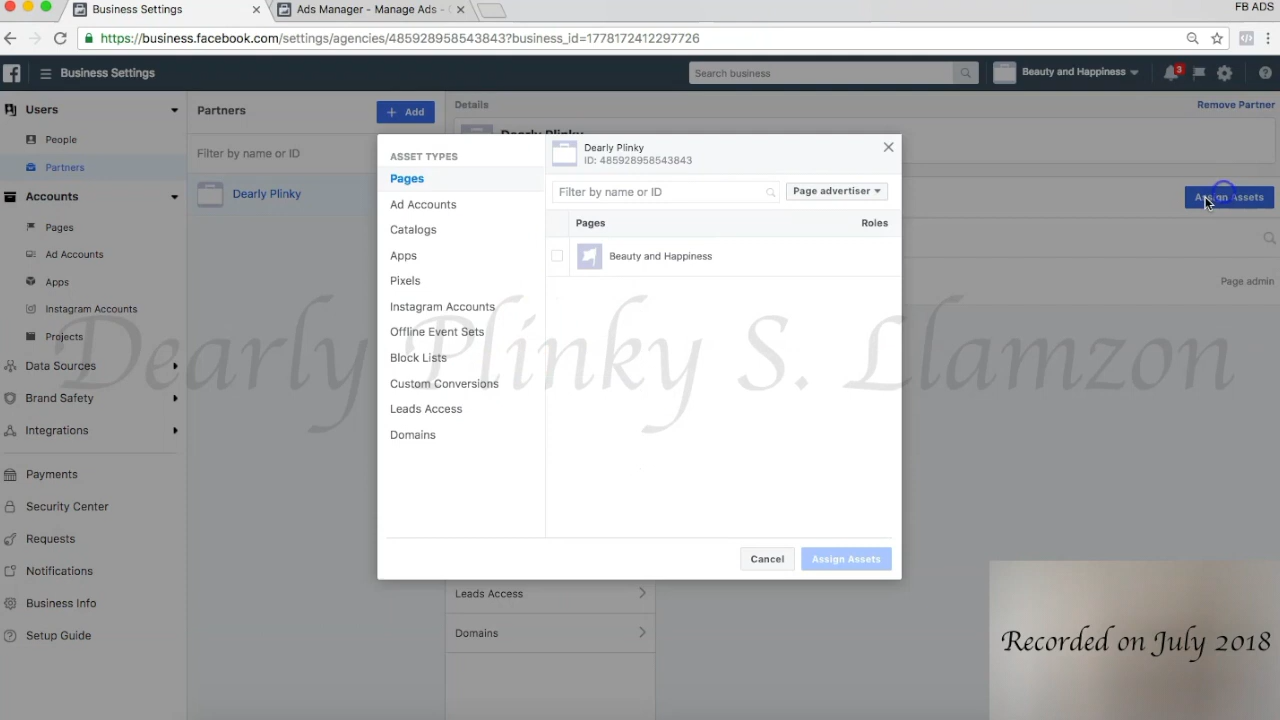 Business Settings
Ads Manager - Manage Ads - C
FB ADS
https://business.facebook.com/settings/agencies/485928958543843?business_id=1778172412297726
Business Settings
Search business
Beauty and Happiness
3
Users
People
Partners
Accounts
Pages
Ad Accounts
Apps
Instagram Accounts
Projects
Data Sources
Brand Safety
Integrations
Payments
Security Center
Requests
Notifications
Business Info
Setup Guide
Partners
+ Add
Filter by name or ID
Dearly Plinky
Details
Remove Partner
Dearly Plinky
Assign Assets
Page admin
Leads Access
Domains
ASSET TYPES
Pages
Ad Accounts
Catalogs
Apps
Pixels
Instagram Accounts
Offline Event Sets
Block Lists
Custom Conversions
Leads Access
Domains
Dearly Plinky
ID: 485928958543843
Filter by name or ID
Page advertiser
Pages Roles
Beauty and Happiness
Cancel
Assign Assets
Dearly Plinky S. Llamzon
Recorded on July 2018